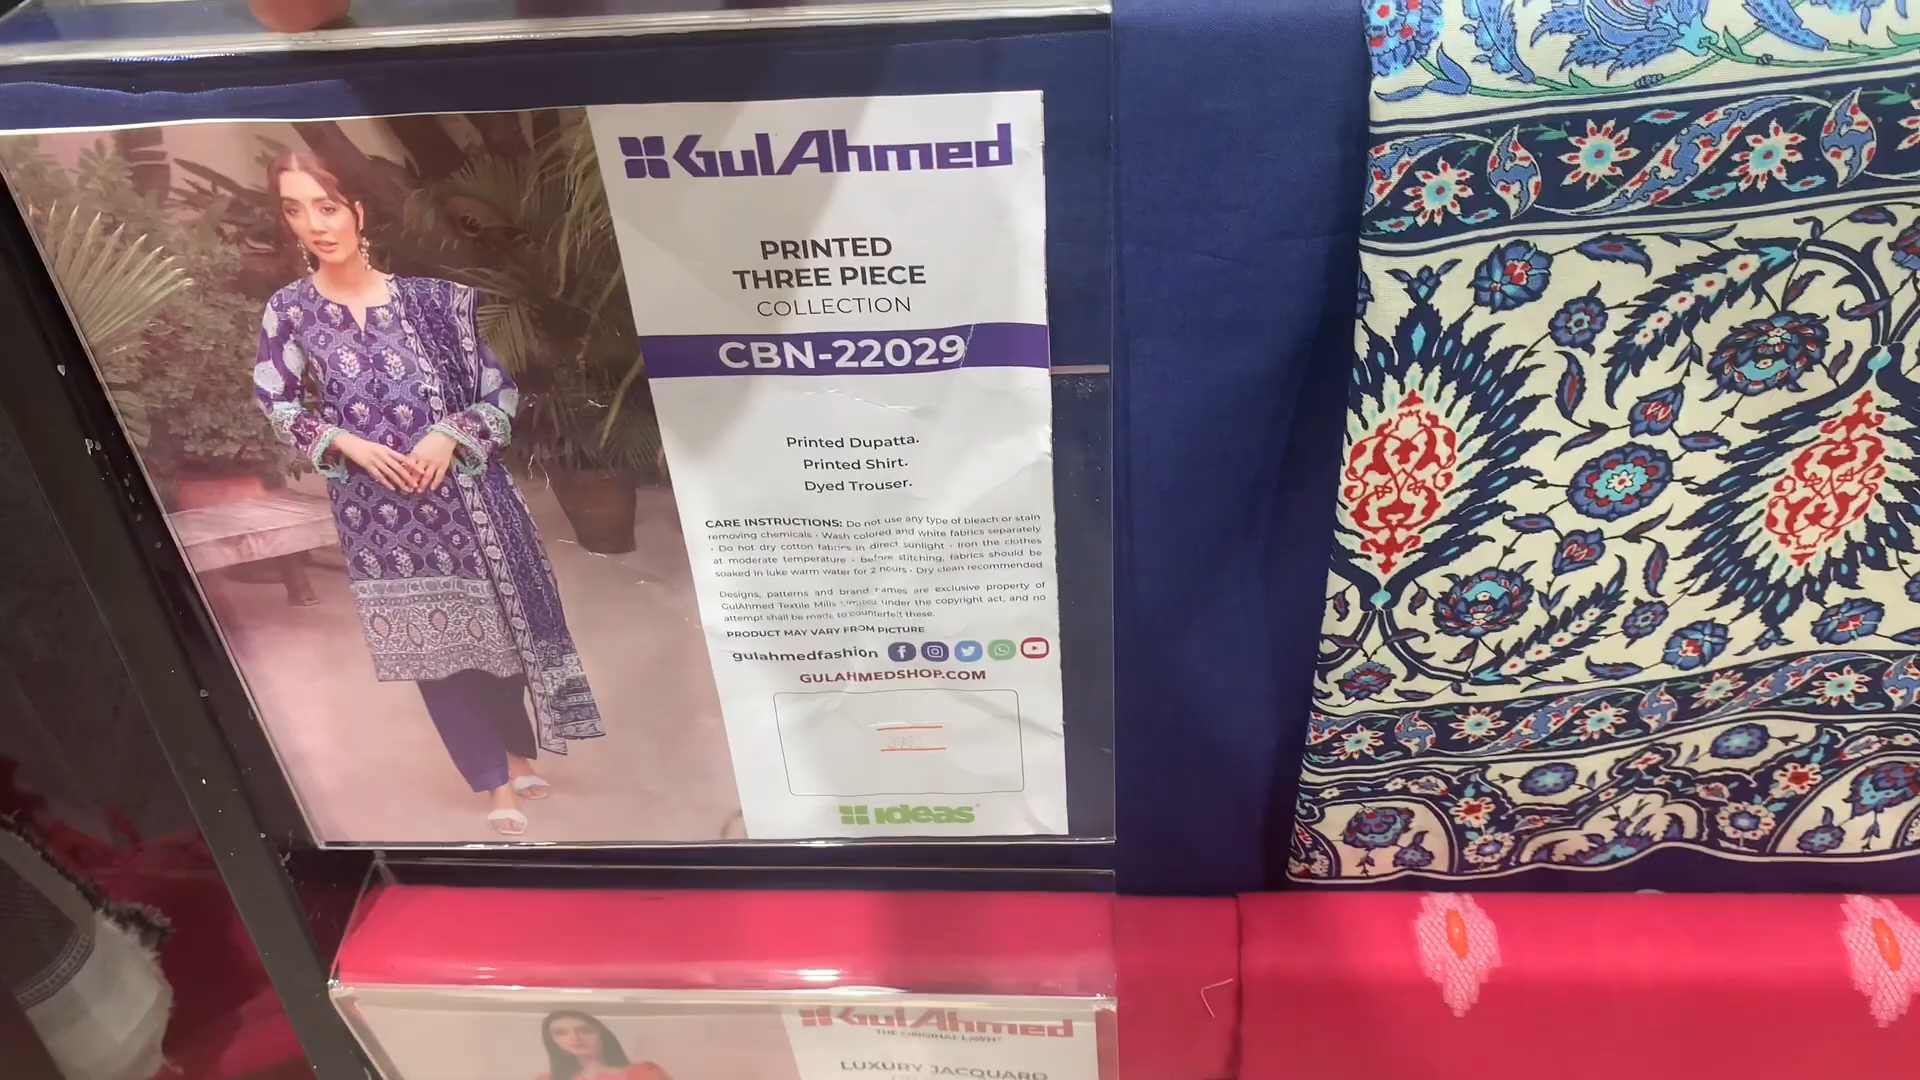 GulAhmed
PRINTED
THREE PIECE
COLLECTION
CBN-22029
Printed Dupatta.
Printed Shirt.
Dyed Trouser.
CARE INSTRUCTIONS: Do not use any type of bleach or stain
removing chemicals • Wash colored and white fabrics separately
• Do not dry cotton fabrics in direct sunlight • Iron the clothes
at moderate temperature • Before stitching, fabrics should be
soaked in luke warm water for 2 hours • Dry clean recommended
Designs, patterns and brand names are exclusive property of
GulAhmed Textile Mills Limited under the copyright act, and no
attempt shall be made to counterfeit these.
PRODUCT MAY VARY FROM PICTURE
gulahmedfashion
GULAHMEDSHOP.COM
ideas
GulAhmed
THE ORIGINAL LAWN
LUXURY JACQUARD